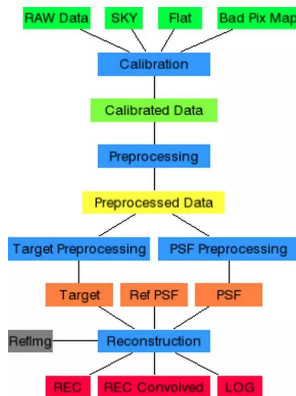 RAW Data SKY Flat Bad Pix Map
Calibration
Calibrated Data
Preprocessing
Preprocessed Data
Target Preprocessing PSF Preprocessing
Target Ref PSF PSF
RefImg Reconstruction
REC REC Convolved LOG